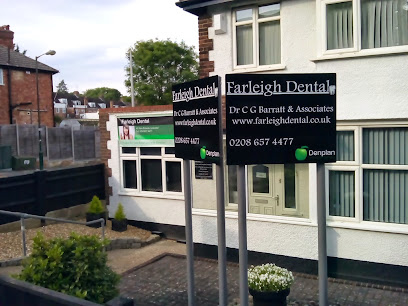 Farleigh Dental
Dr C G Barratt & Associates
www.farleighdental.co.uk
0208 657 4477
Denplan
Farleigh Dental
Dr C G Barratt & Associates
www.farleighdental.co.uk
0208 657 4477
Denplan
Farleigh Dental